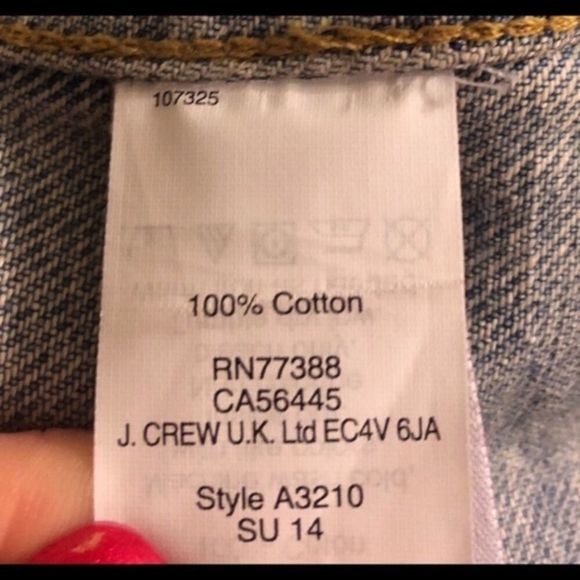 107325
100% Cotton
RN77388
CA56445
J. CREW U.K. Ltd EC4V 6JA
Style A3210
SU 14